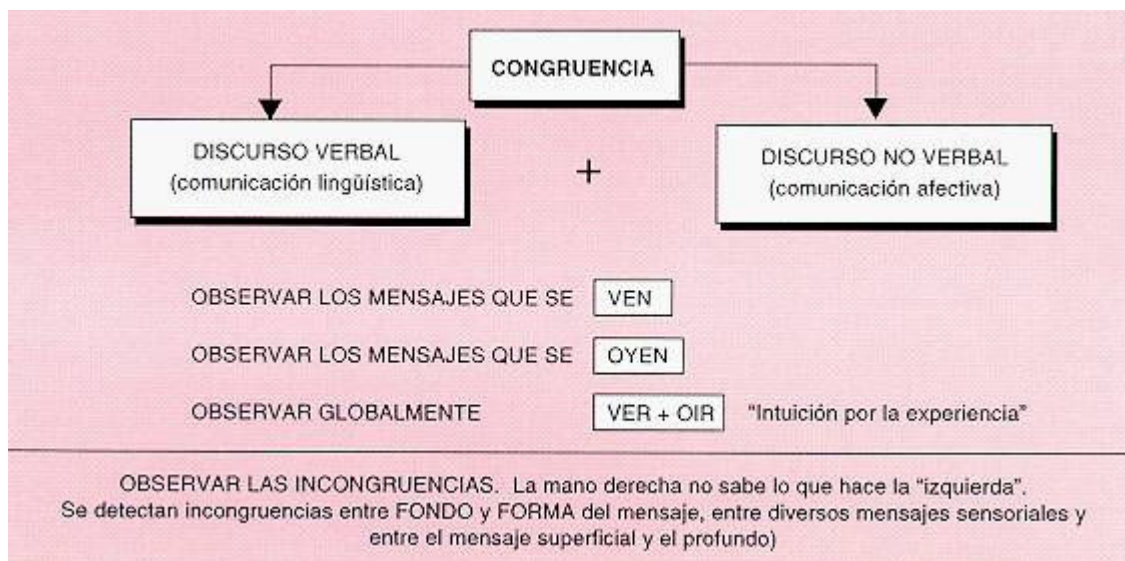 CONGRUENCIA
DISCURSO VERBAL
(comunicación lingüística)
+
DISCURSO NO VERBAL
(comunicación afectiva)
OBSERVAR LOS MENSAJES QUE SE VEN
OBSERVAR LOS MENSAJES QUE SE OYEN
OBSERVAR GLOBALMENTE VER + OIR "Intuición por la experiencia"
OBSERVAR LAS INCONGRUENCIAS. La mano derecha no sabe lo que hace la "izquierda".
Se detectan incongruencias entre FONDO y FORMA del mensaje, entre diversos mensajes sensoriales y
entre el mensaje superficial y el profundo)